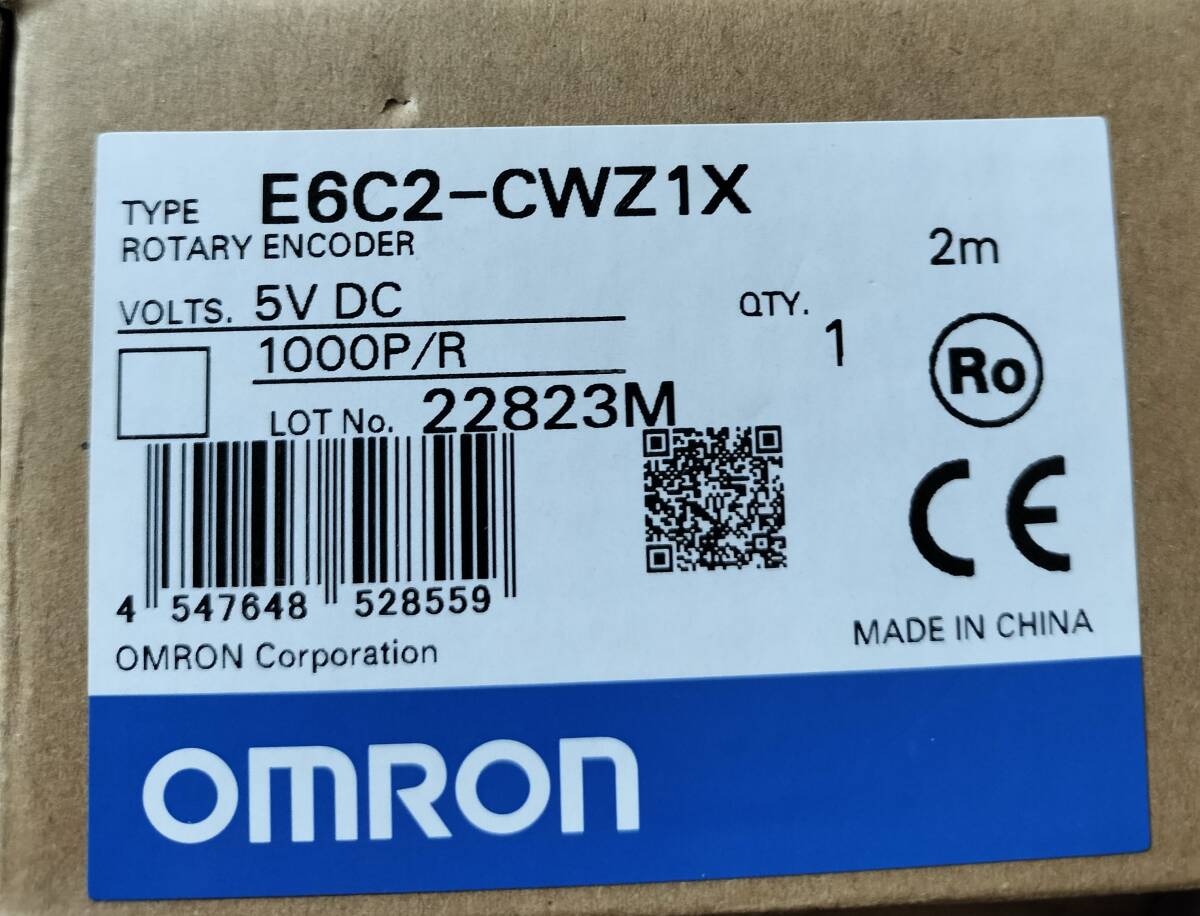 TYPE E6C2-CWZ1X
ROTARY ENCODER
2m
VOLTS. 5V DC
QTY. 1
1000P/R
Ro
LOT No. 22823M
CE
4 547648 528559
MADE IN CHINA
OMRON Corporation
OMRON